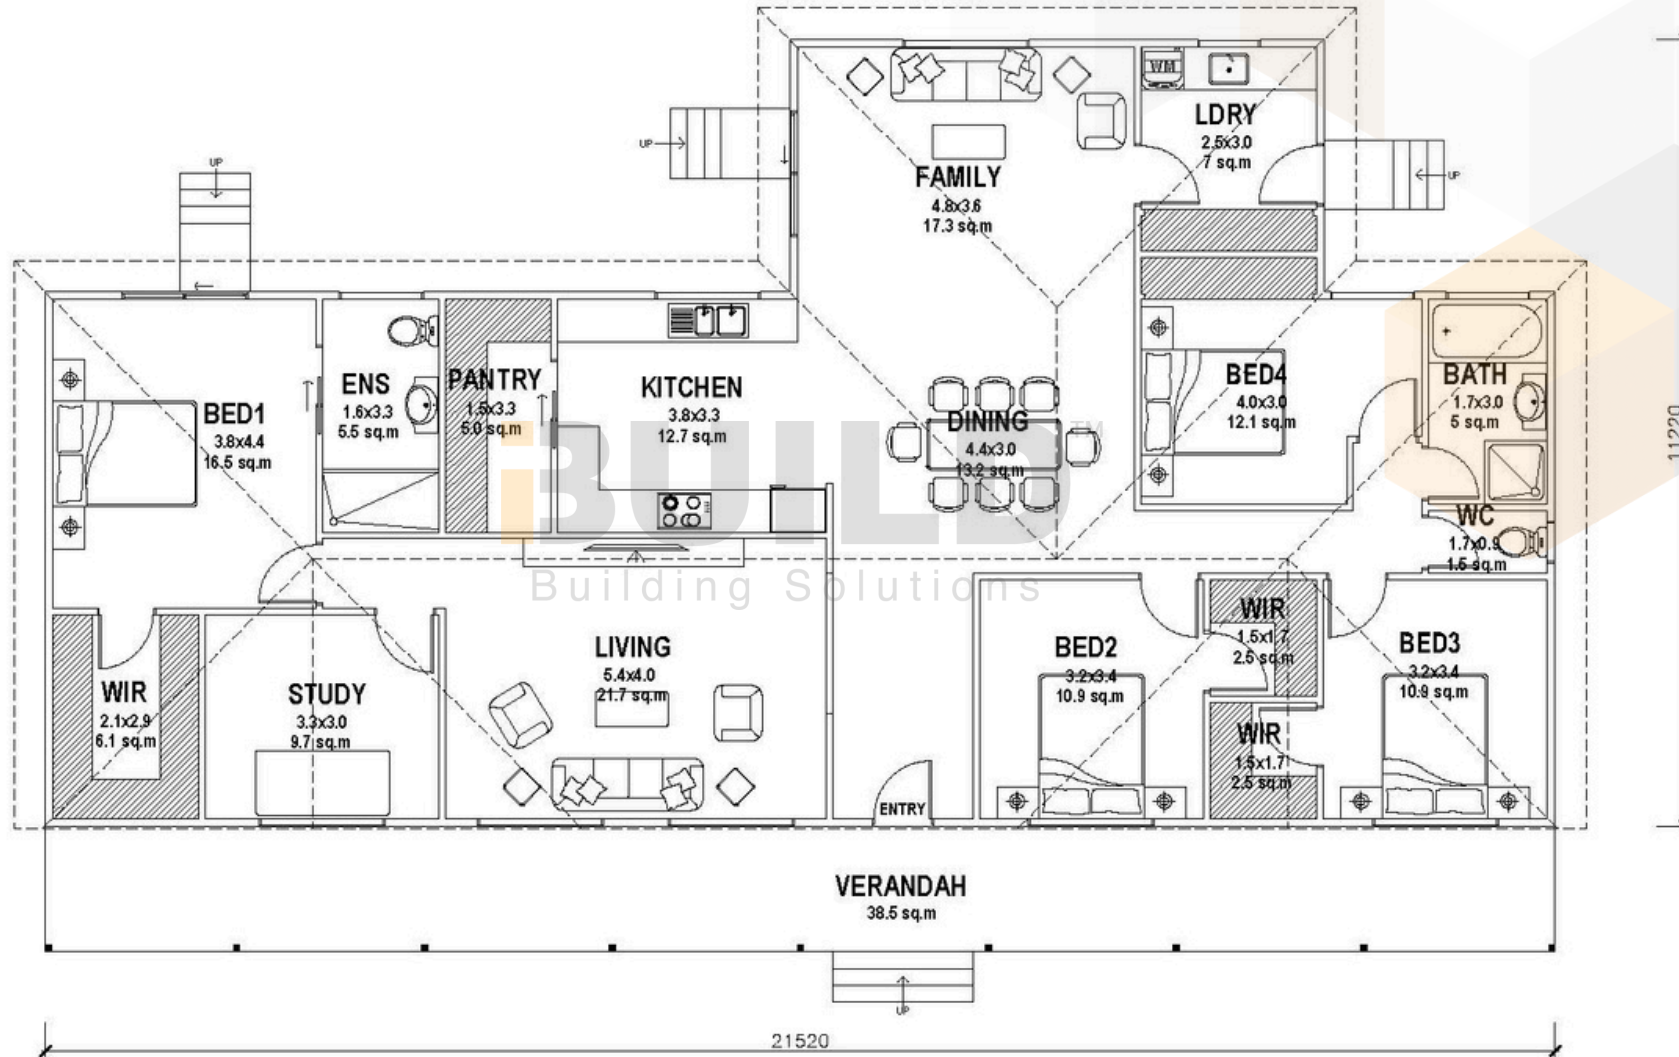 WM
LDRY
2.5x3.0
7 sq.m
UP
FAMILY
4.8x3.6
17.3 sq.m
UP
UP
ENS
1.6x3.3
5.5 sq.m
PANTRY
1.5x3.3
5.0 sq.m
KITCHEN
3.8x3.3
12.7 sq.m
BED1
3.8x4.4
16.5 sq.m
DINING
4.4x3.0
13.2 sq.m
BED4
4.0x3.0
12.1 sq.m
BATH
1.7x3.0
5 sq.m
11220
iBUILD™
Building Solutions
WC
1.7x0.9
1.5 sq.m
WIR
1.5x1.7
2.5 sq.m
LIVING
5.4x4.0
21.7 sq.m
BED2
3.2x3.4
10.9 sq.m
BED3
3.2x3.4
10.9 sq.m
WIR
2.1x2.9
6.1 sq.m
STUDY
3.3x3.0
9.7 sq.m
WIR
1.5x1.7
2.5 sq.m
ENTRY
VERANDAH
38.5 sq.m
UP
21520